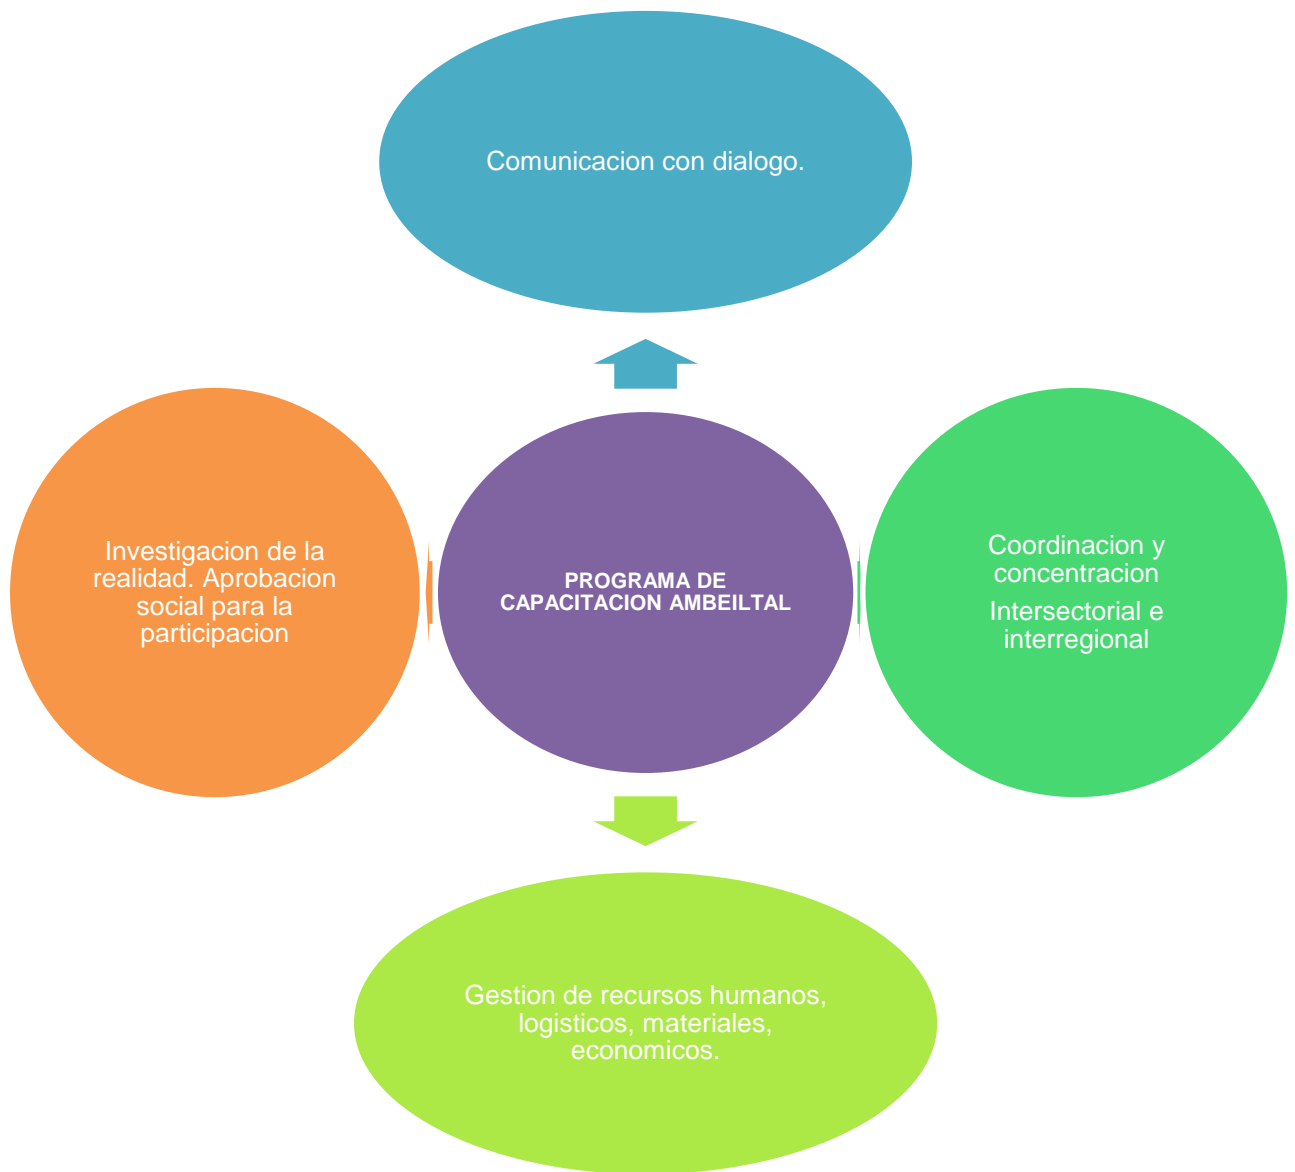 Comunicacion con dialogo.
Investigacion de la
realidad. Aprobacion
social para la
participacion
PROGRAMA DE
CAPACITACION AMBEILTAL
Coordinacion y
concentracion
Intersectorial e
interregional
Gestion de recursos humanos,
logisticos, materiales,
economicos.